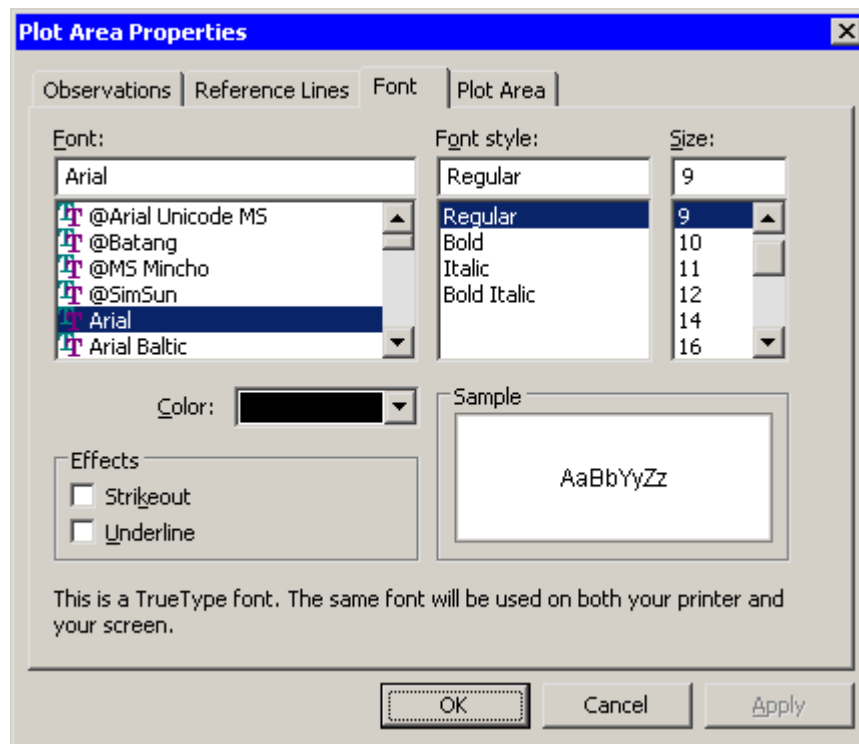 Plot Area Properties
Observations Reference Lines Font Plot Area
Font: Font style: Size:
Arial Regular 9
@Arial Unicode MS Regular 9
@Batang Bold 10
@MS Mincho Italic 11
@SimSun Bold Italic 12
Arial 14
Arial Baltic 16
Color: Sample
Effects
AaBbYyZz
Strikeout
Underline
This is a TrueType font. The same font will be used on both your printer and
your screen.
OK Cancel Apply